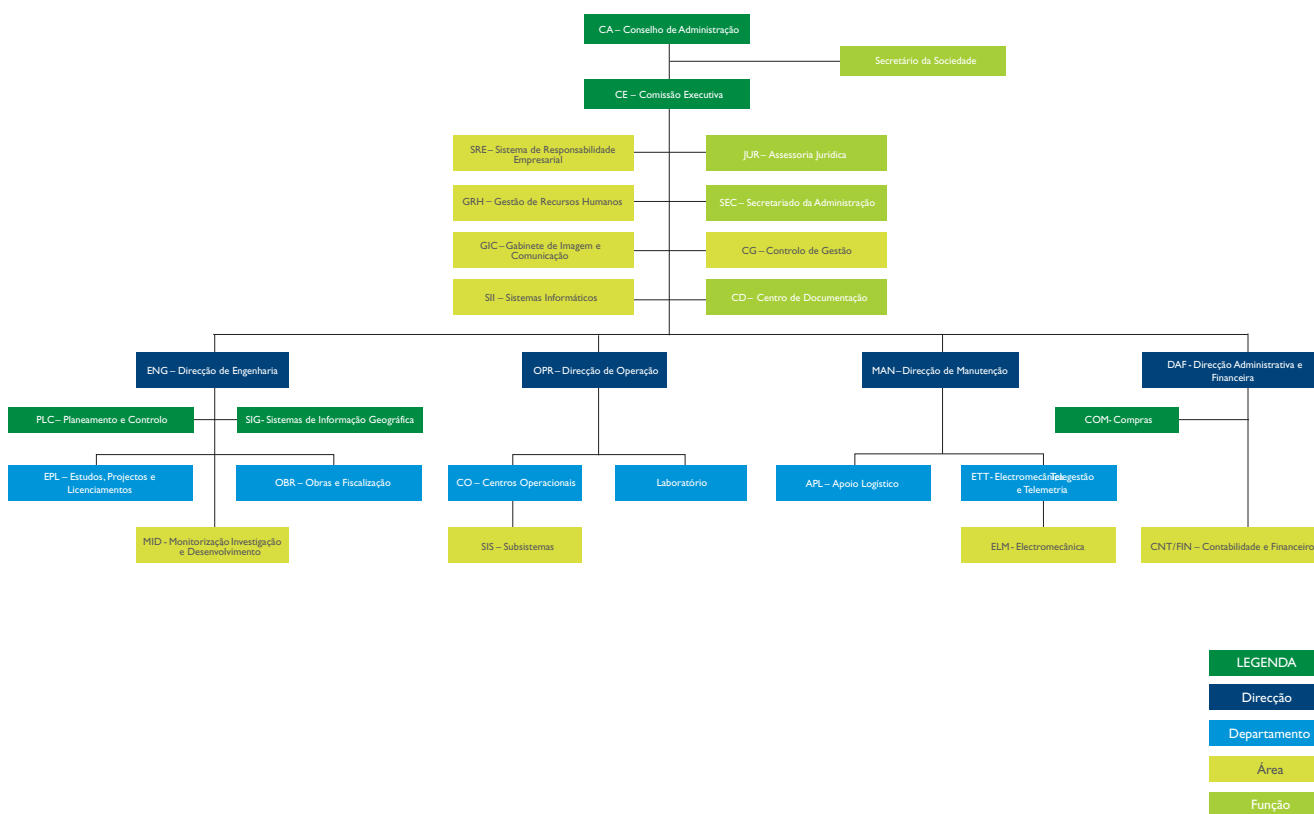 CA – Conselho de Administração
Secretário da Sociedade
CE – Comissão Executiva
SRE – Sistema de Responsabilidade
Empresarial
JUR – Assessoria Jurídica
GRH – Gestão de Recursos Humanos
SEC – Secretariado da Administração
GIC – Gabinete de Imagem e
Comunicação
CG – Controlo de Gestão
SII – Sistemas Informáticos
CD – Centro de Documentação
ENG – Direcção de Engenharia
OPR – Direcção de Operação
MAN – Direcção de Manutenção
DAF - Direcção Administrativa e
Financeira
PLC – Planeamento e Controlo
SIG- Sistemas de Informação Geográfica
COM- Compras
EPL – Estudos, Projectos e
Licenciamentos
OBR – Obras e Fiscalização
CO – Centros Operacionais
Laboratório
APL – Apoio Logístico
ETT- Electromecânica Telegestão
e Telemetria
MID - Monitorização Investigação
e Desenvolvimento
SIS – Subsistemas
ELM- Electromecânica
CNT/FIN – Contabilidade e Financeiro
LEGENDA
Direcção
Departamento
Área
Função